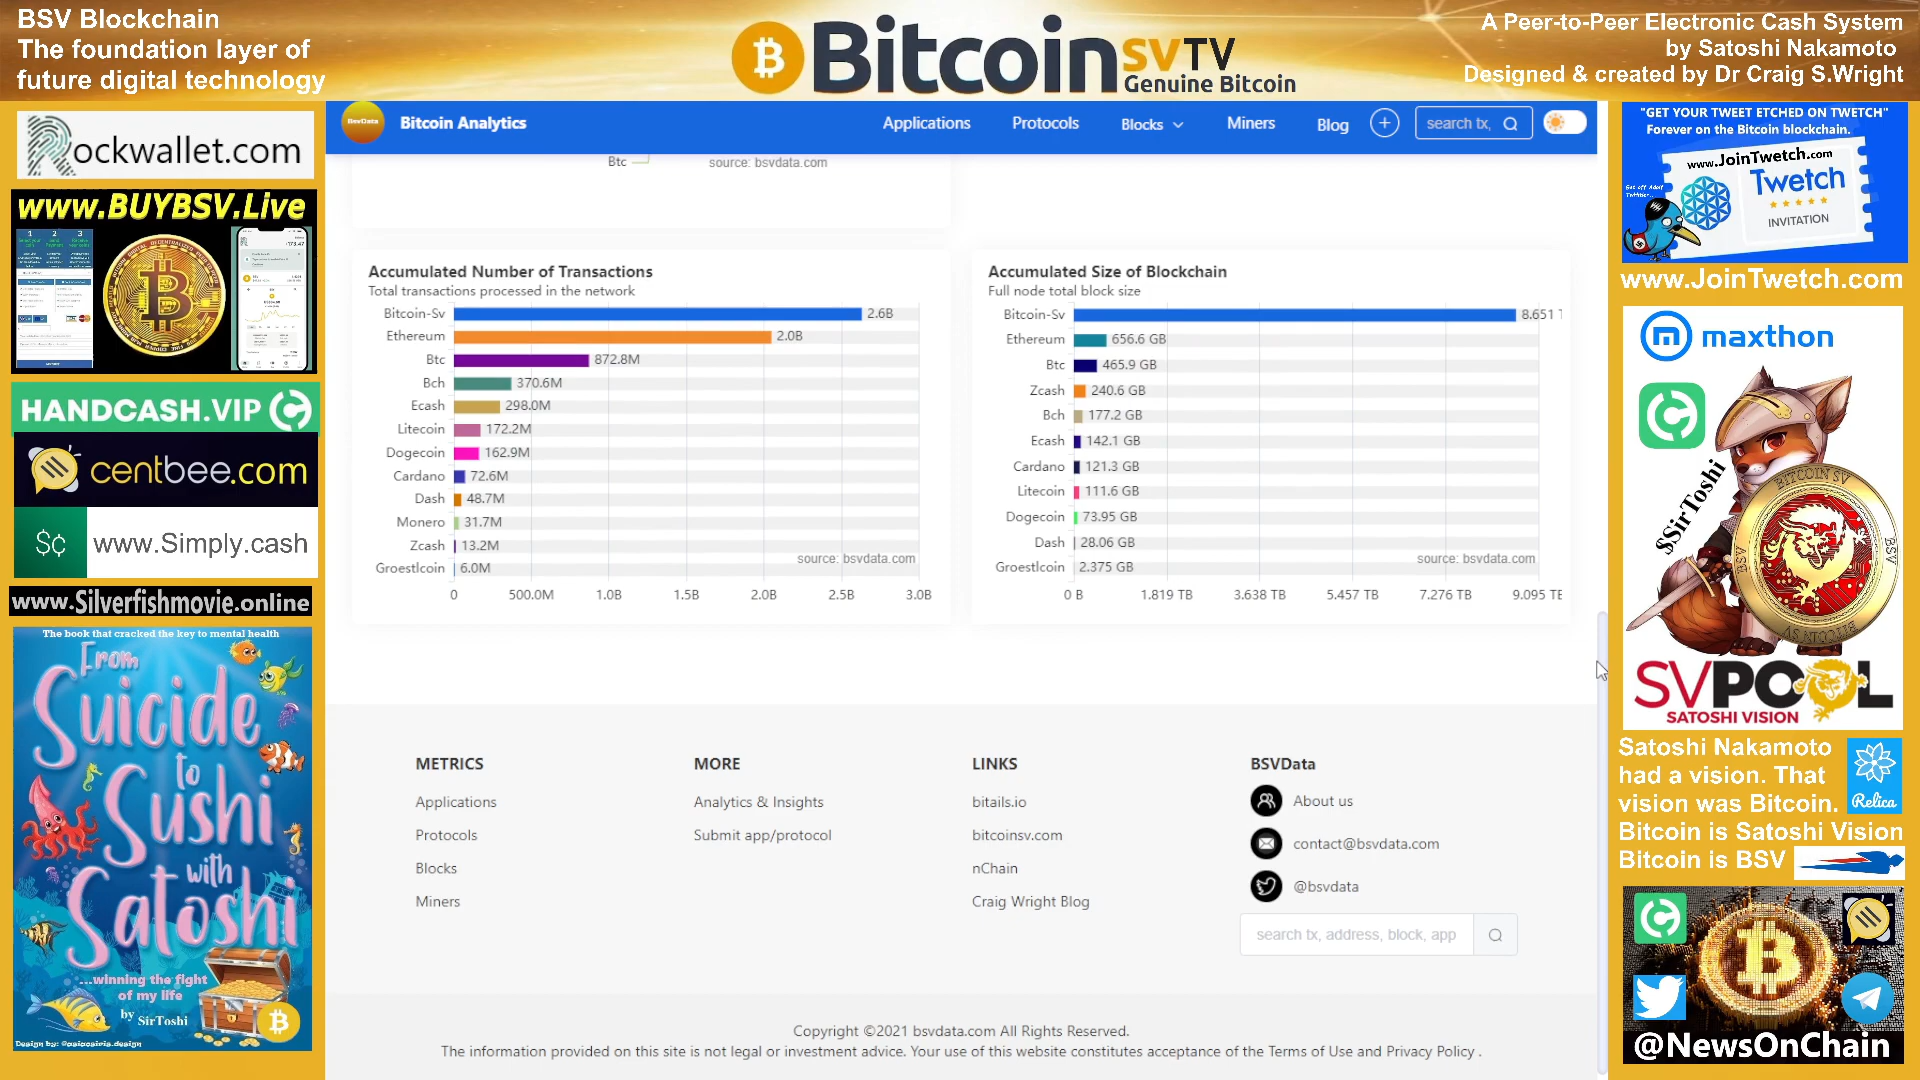 BSV Blockchain
The foundation layer of
future digital technology
Bitcoin SVTV
Genuine Bitcoin
A Peer-to-Peer Electronic Cash System
by Satoshi Nakamoto
Designed & created by Dr Craig S.Wright
Rockwallet.com
www.BUYBSV.Live
HANDCASH.VIP
centbee.com
$¢ www.Simply.cash
www.Silverfishmovie.online
The book that cracked the key to mental health
From
Suicide
to
Sushi
with
Satoshi
...winning the fight
of my life
by SirToshi
BsvData
Bitcoin Analytics
Applications
Protocols
Blocks
Miners
Blog
search tx,
Btc
source: bsvdata.com
Accumulated Number of Transactions
Total transactions processed in the network
Bitcoin-Sv 2.6B
Ethereum 2.0B
Btc 872.8M
Bch 370.6M
Ecash 298.0M
Litecoin 172.2M
Dogecoin 162.9M
Cardano 72.6M
Dash 48.7M
Monero 31.7M
Zcash 13.2M
source: bsvdata.com
Groestlcoin 6.0M
0 500.0M 1.0B 1.5B 2.0B 2.5B 3.0B
Accumulated Size of Blockchain
Full node total block size
Bitcoin-Sv 8.651 T
Ethereum 656.6 GB
Btc 465.9 GB
Zcash 240.6 GB
Bch 177.2 GB
Ecash 142.1 GB
Cardano 121.3 GB
Litecoin 111.6 GB
Dogecoin 73.95 GB
Dash 28.06 GB
source: bsvdata.com
Groestlcoin 2.375 GB
0 B 1.819 TB 3.638 TB 5.457 TB 7.276 TB 9.095 TE
METRICS
Applications
Protocols
Blocks
Miners
MORE
Analytics & Insights
Submit app/protocol
LINKS
bitails.io
bitcoinsv.com
nChain
Craig Wright Blog
BSVData
About us
contact@bsvdata.com
@bsvdata
search tx, address, block, app
Copyright ©2021 bsvdata.com All Rights Reserved.
The information provided on this site is not legal or investment advice. Your use of this website constitutes acceptance of the Terms of Use and Privacy Policy .
"GET YOUR TWEET ETCHED ON TWETCH"
Forever on the Bitcoin blockchain.
www.JoinTwetch.com
Twetch
INVITATION
www.JoinTwetch.com
maxthon
$SirToshi
BITCOIN SV
BSV
BSV
SVPOOL
SATOSHI VISION
Satoshi Nakamoto
had a vision. That
vision was Bitcoin.
Relica
Bitcoin is Satoshi Vision
Bitcoin is BSV
@NewsOnChain